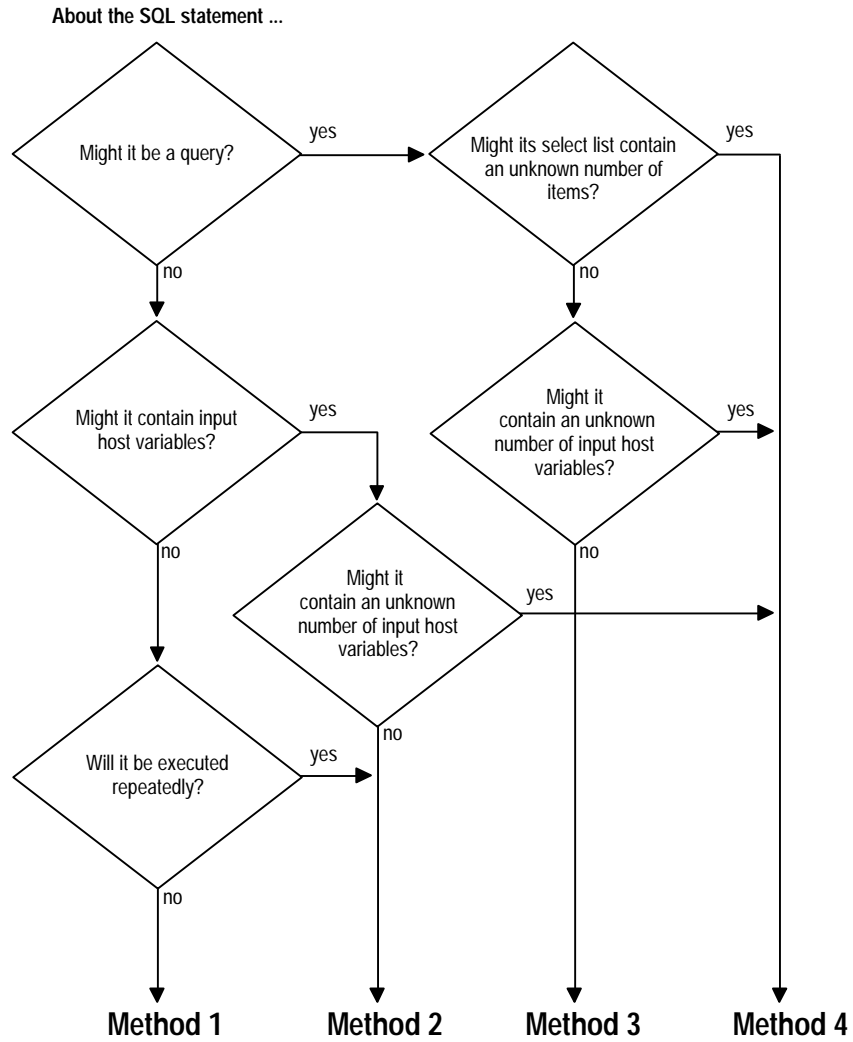 About the SQL statement ...
Might it be a query?
yes
Might its select list contain
an unknown number of
items?
yes
no
no
Might it contain input
host variables?
yes
Might it
contain an unknown
number of input host
variables?
yes
no
Might it
contain an unknown
number of input host
variables?
yes
no
no
Will it be executed
repeatedly?
yes
no
Method 1
Method 2
Method 3
Method 4